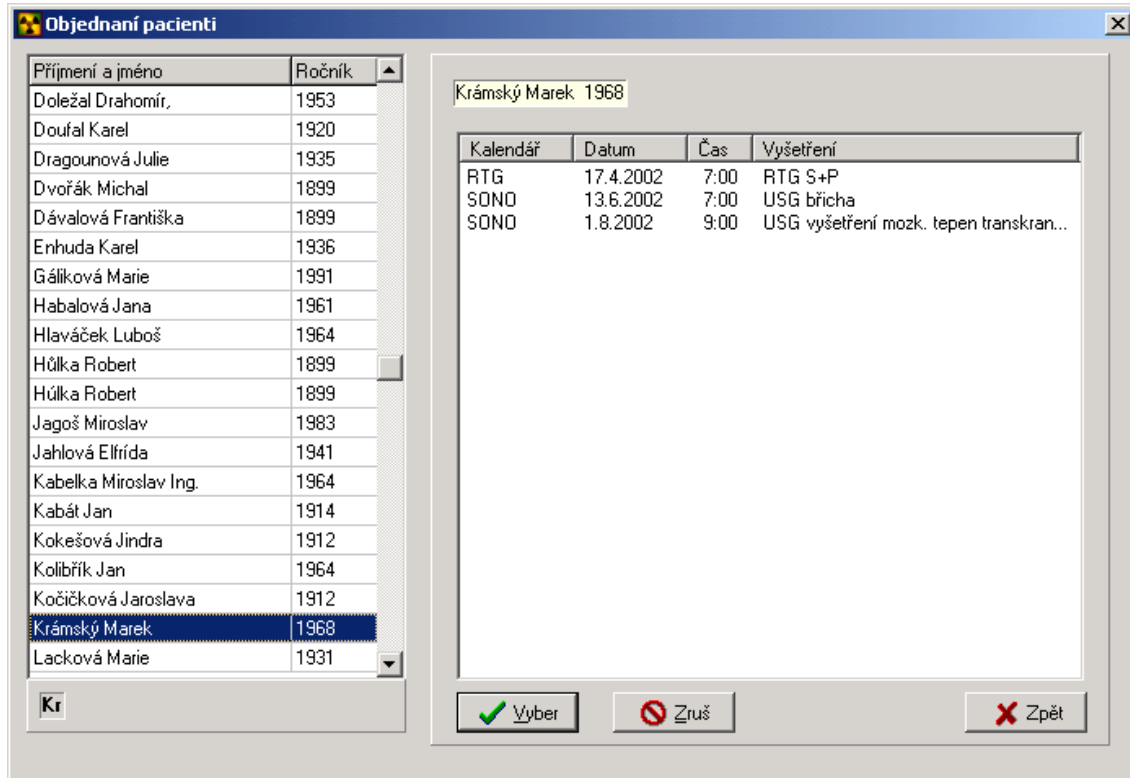 Objednaní pacienti
Příjmení a jméno Ročník
Doležal Drahomír, 1953
Doufal Karel 1920
Dragounová Julie 1935
Dvořák Michal 1899
Dávalová Františka 1899
Enhuda Karel 1936
Gáliková Marie 1991
Habalová Jana 1961
Hlaváček Luboš 1964
Hůlka Robert 1899
Húlka Robert 1899
Jagoš Miroslav 1983
Jahlová Elfrída 1941
Kabelka Miroslav Ing. 1964
Kabát Jan 1914
Kokešová Jindra 1912
Kolibřík Jan 1964
Kočičková Jaroslava 1912
Krámský Marek 1968
Lacková Marie 1931
Kr
Krámský Marek 1968
Kalendář Datum Čas Vyšetření
RTG 17.4.2002 7:00 RTG S+P
SONO 13.6.2002 7:00 USG břicha
SONO 1.8.2002 9:00 USG vyšetření mozk. tepen transkran...
Vyber Zruš Zpět